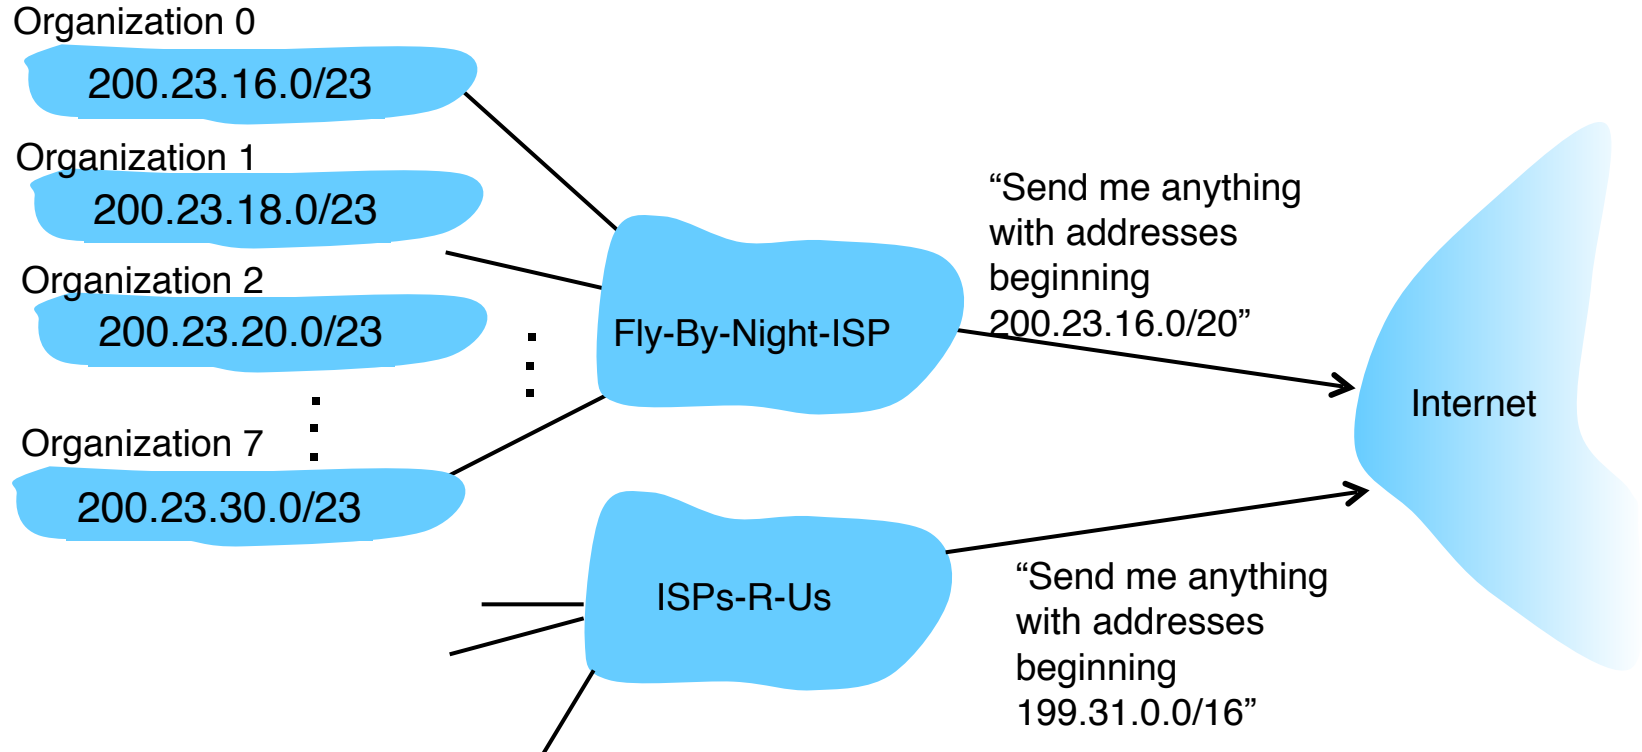 Organization 0
200.23.16.0/23
Organization 1
200.23.18.0/23
Organization 2
200.23.20.0/23
Organization 7
200.23.30.0/23
Fly-By-Night-ISP
“Send me anything
with addresses
beginning
200.23.16.0/20”
Internet
ISPs-R-Us
“Send me anything
with addresses
beginning
199.31.0.0/16”